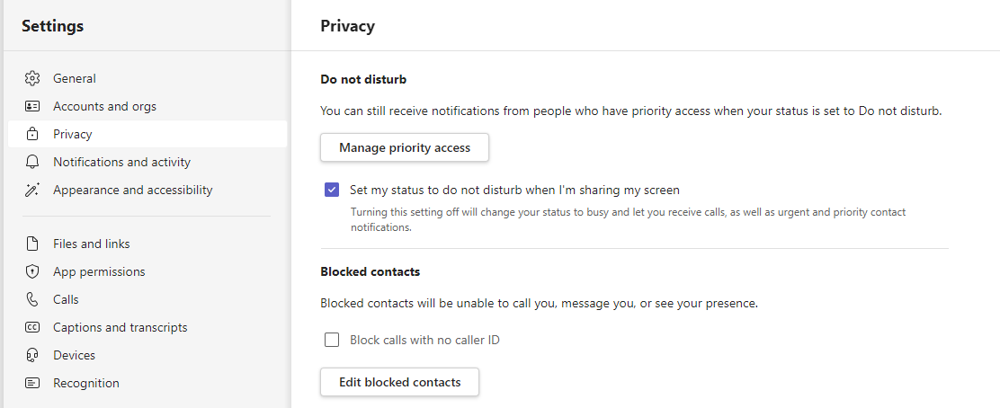 Settings
General
Accounts and orgs
Privacy
Notifications and activity
Appearance and accessibility
Files and links
App permissions
Calls
CC Captions and transcripts
Devices
Recognition
Privacy
Do not disturb
You can still receive notifications from people who have priority access when your status is set to Do not disturb.
Manage priority access
Set my status to do not disturb when I'm sharing my screen
Turning this setting off will change your status to busy and let you receive calls, as well as urgent and priority contact
notifications.
Blocked contacts
Blocked contacts will be unable to call you, message you, or see your presence.
Block calls with no caller ID
Edit blocked contacts